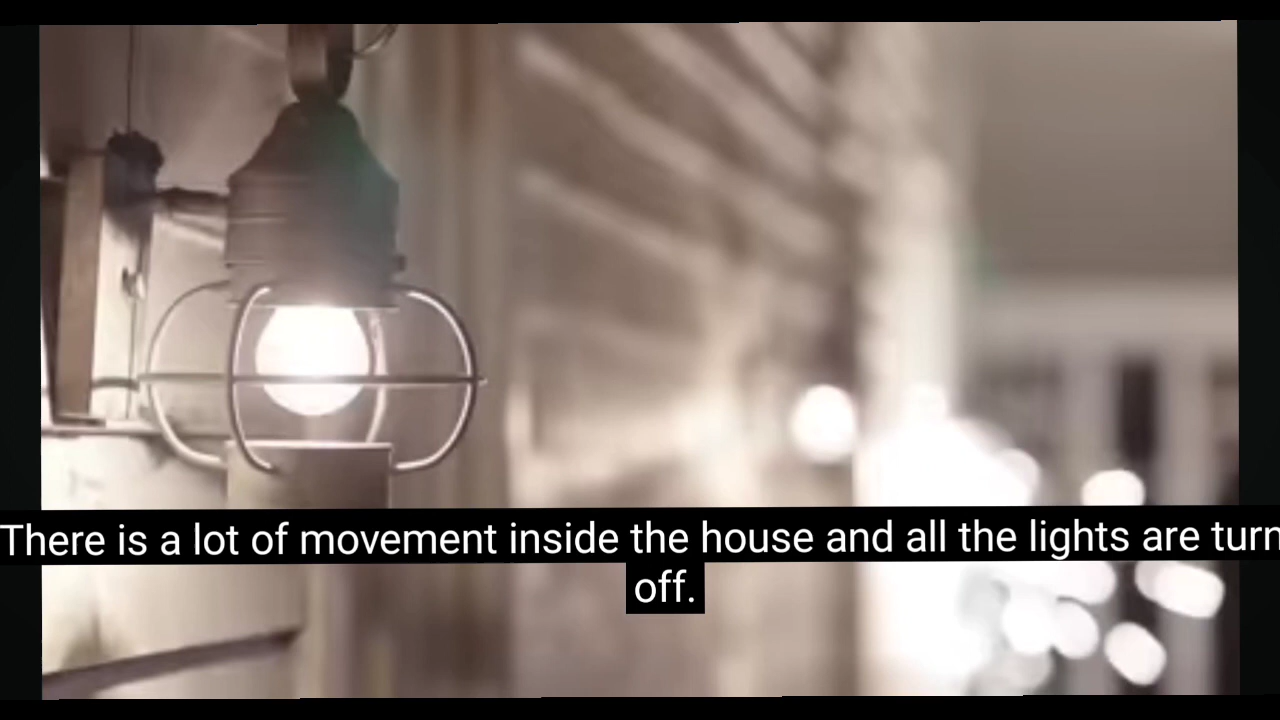 There is a lot of movement inside the house and all the lights are turn
off.